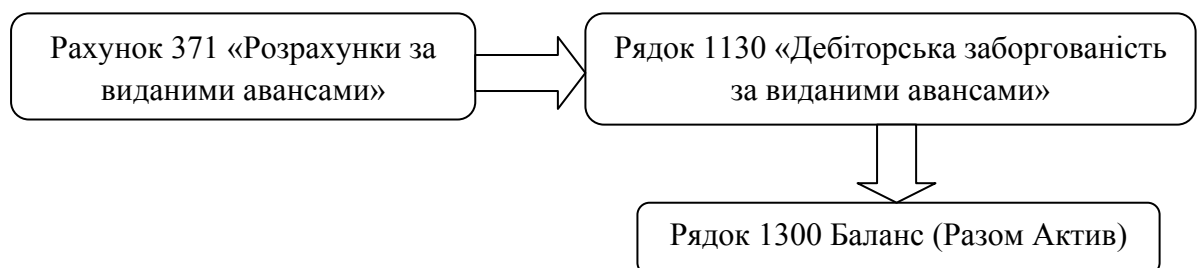 Рахунок 371 «Розрахунки за
виданими авансами»
Рядок 1130 «Дебіторська заборгованість
за виданими авансами»
Рядок 1300 Баланс (Разом Актив)